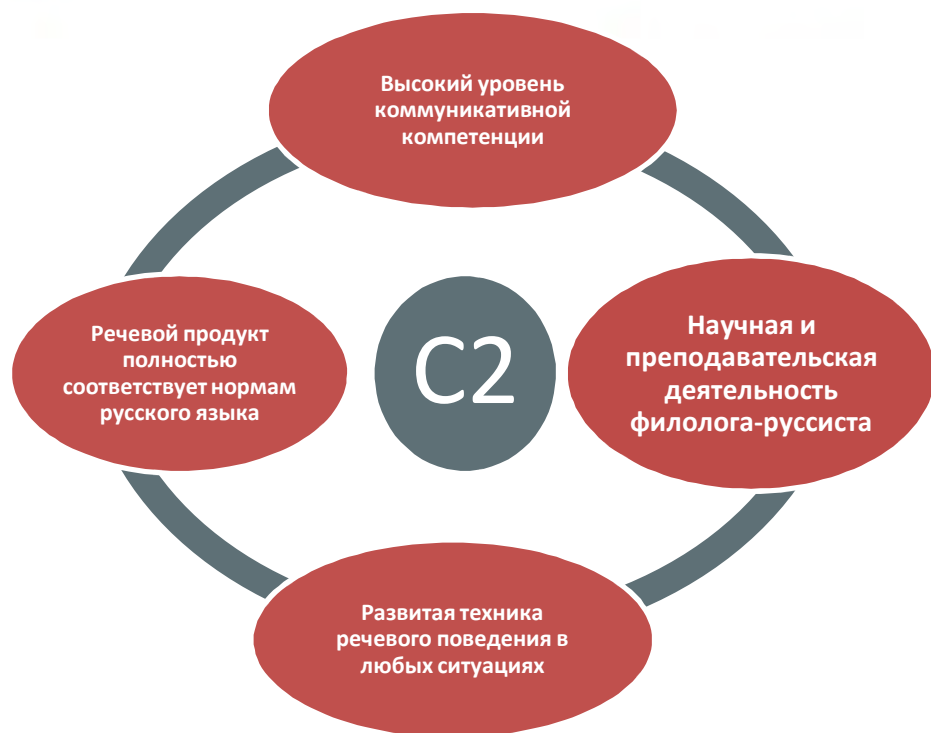 Высокий уровень
коммуникативной
компетенции
Речевой продукт
полностью
соответствует нормам
русского языка
C2
Научная и
преподавательская
деятельность
филолога-руссиста
Развитая техника
речевого поведения в
любых ситуациях